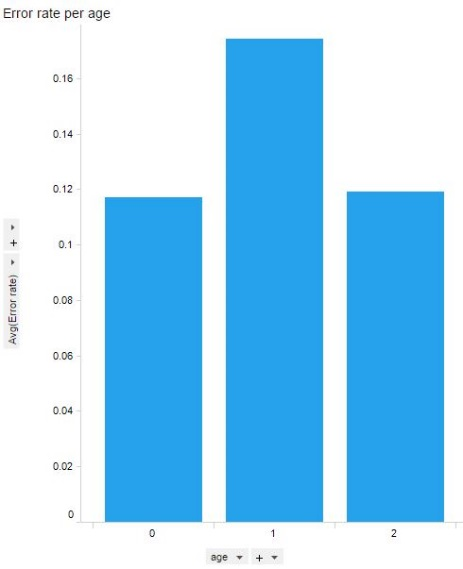 Error rate per age
0.16
0.14
0.12
0.1
0.08
0.06
0.04
0.02
0
Avg(Error rate)
+
0 1 2
age +